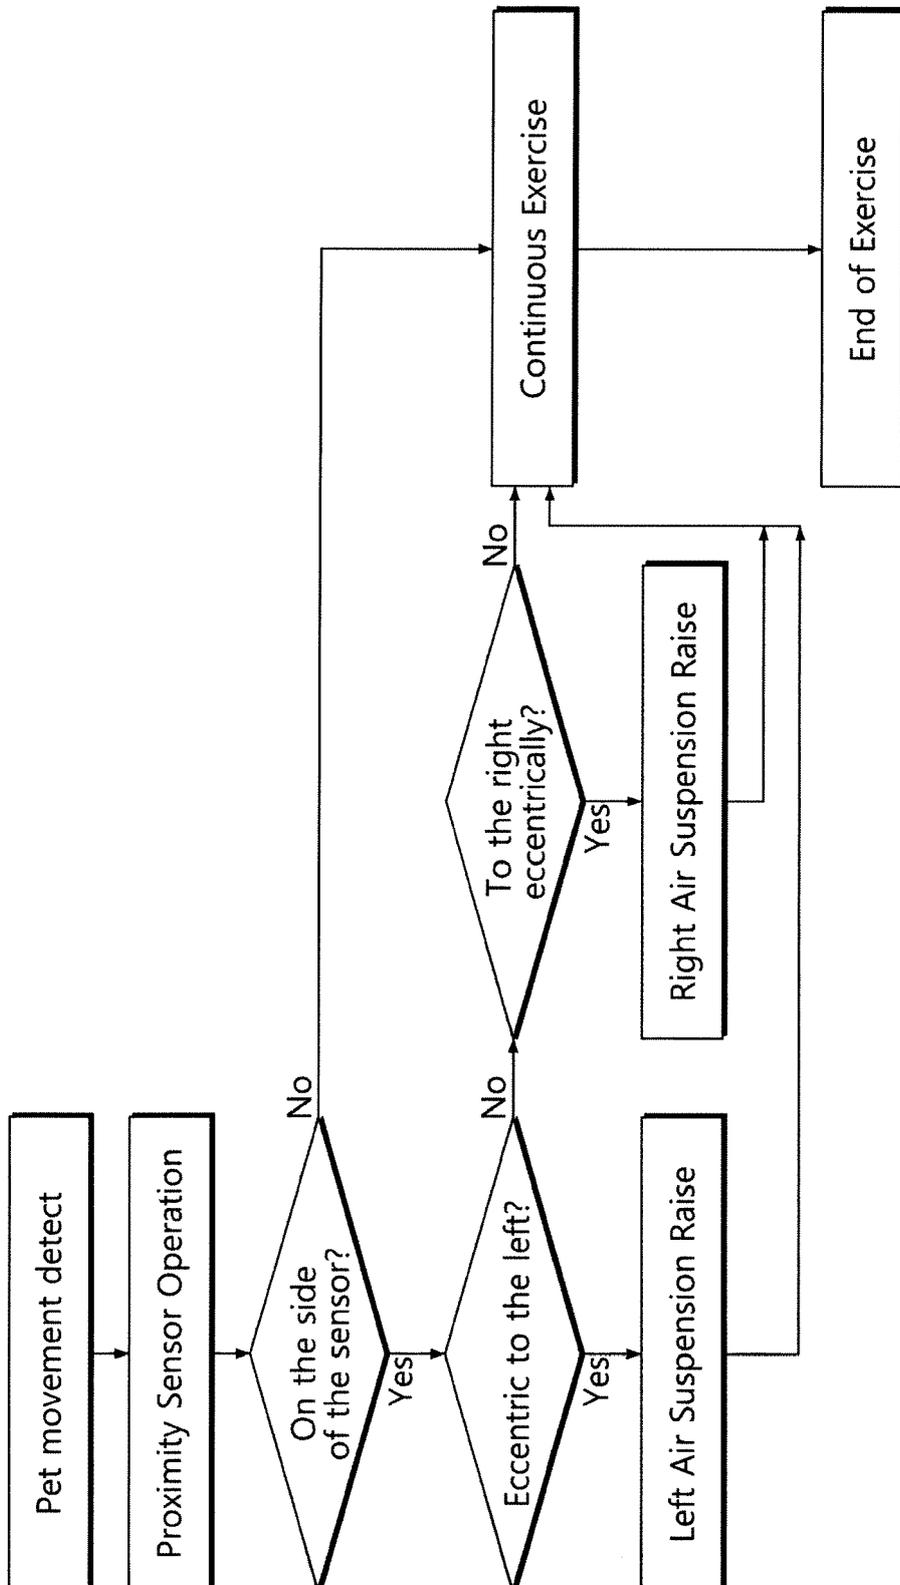 Pet movement detect
Proximity Sensor Operation
On the side
of the sensor?
No
Yes
Eccentric to the left?
No
Yes
To the right
eccentrically?
No
Yes
Left Air Suspension Raise
Right Air Suspension Raise
Continuous Exercise
End of Exercise